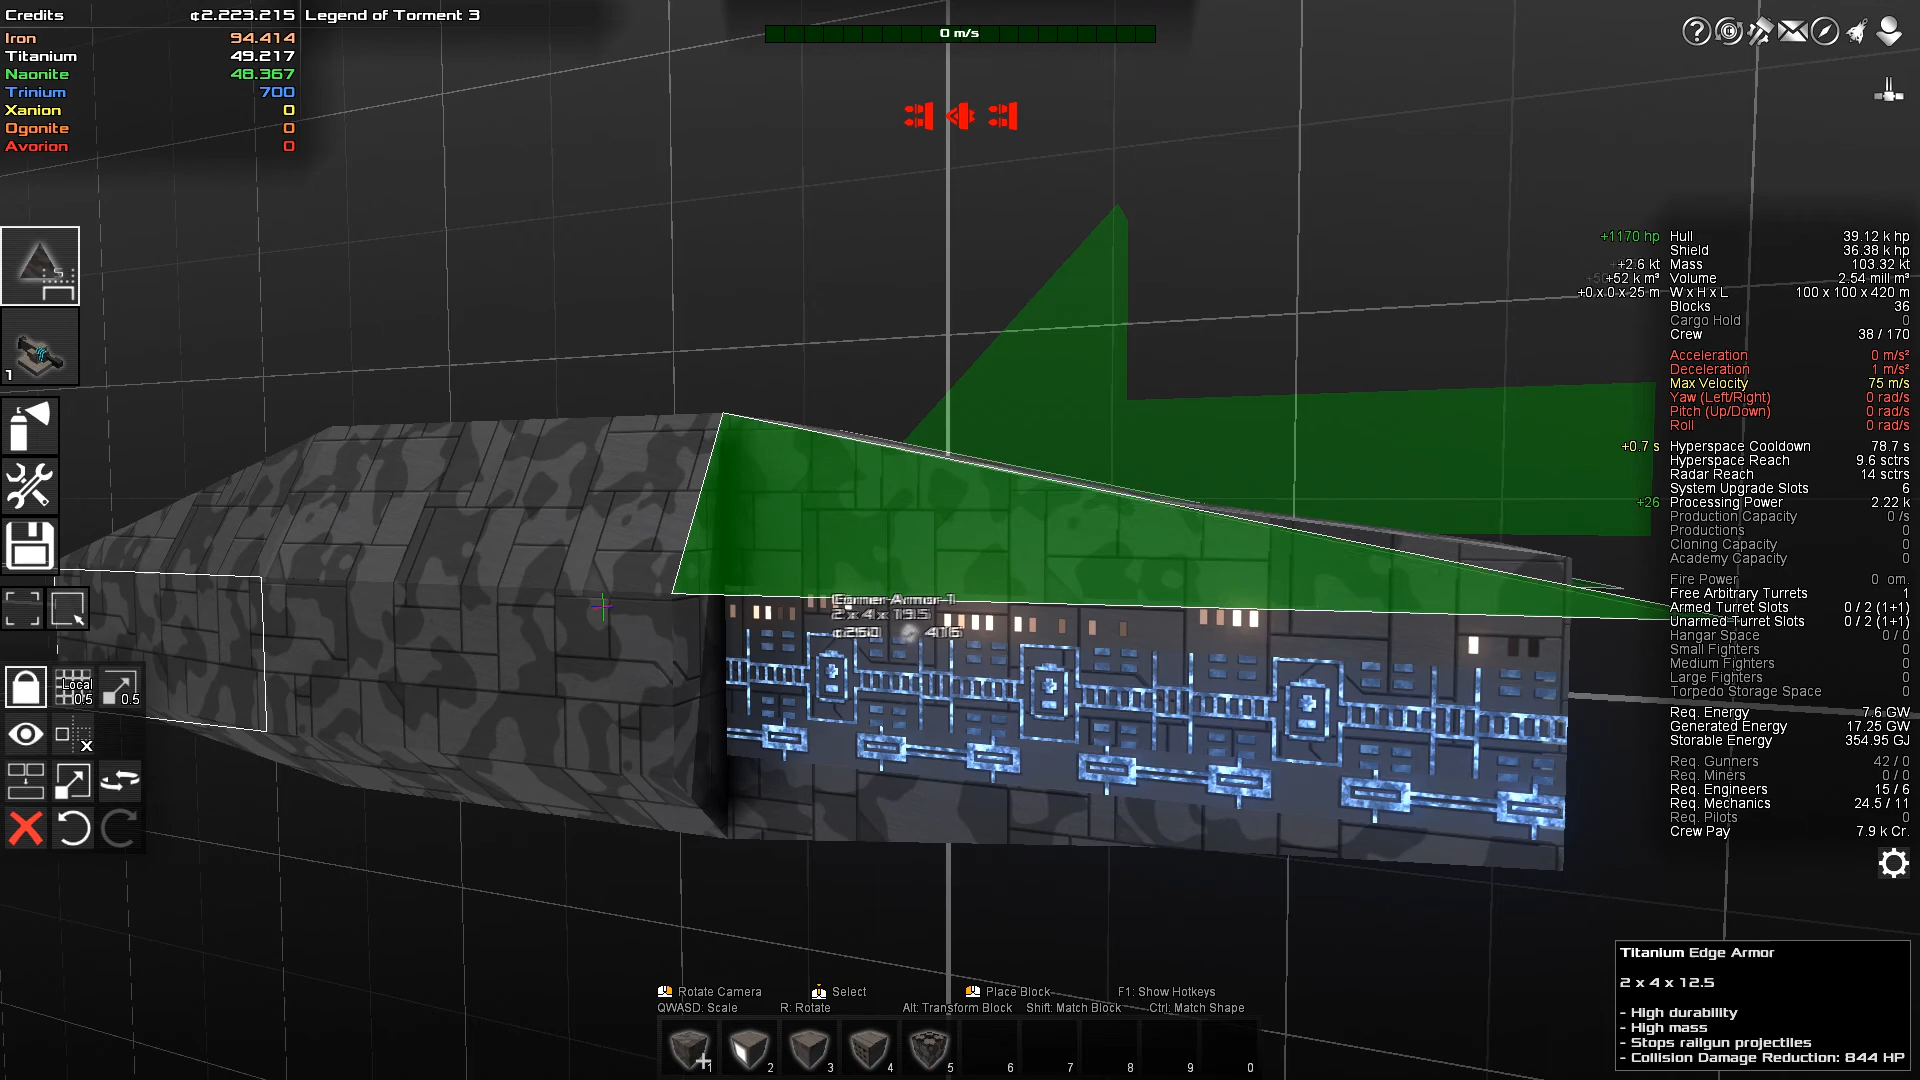 Credits ¢2.223.215 Legend of Torment 3
Iron 94.414
Titanium 49.217
Naonite 48.367
Trinium 700
Xanion 0
Ogonite 0
Avorion 0
0 m/s
1
Local
0.5 0.5
x
Corner Armor 1
2 x 4 x 19.5
¢260 416
+1170 hp Hull 39.12 k hp
Shield 36.38 k hp
+2.6 kt Mass 103.32 kt
+52 k m³ Volume 2.54 mill m³
+0 x 0 x 25 m W x H x L 100 x 100 x 420 m
Blocks 36
Cargo Hold 0
Crew 38 / 170
Acceleration 0 m/s²
Deceleration 1 m/s²
Max Velocity 75 m/s
Yaw (Left/Right) 0 rad/s
Pitch (Up/Down) 0 rad/s
Roll 0 rad/s
+0.7 s Hyperspace Cooldown 78.7 s
Hyperspace Reach 9.6 sctrs
Radar Reach 14 sctrs
System Upgrade Slots 6
+26 Processing Power 2.22 k
Production Capacity 0 /s
Productions 0
Cloning Capacity 0
Academy Capacity 0
Fire Power 0 om.
Free Arbitrary Turrets 1
Armed Turret Slots 0 / 2 (1+1)
Unarmed Turret Slots 0 / 2 (1+1)
Hangar Space 0 / 0
Small Fighters 0
Medium Fighters 0
Large Fighters 0
Torpedo Storage Space 0
Req. Energy 7.6 GW
Generated Energy 17.25 GW
Storable Energy 354.95 GJ
Req. Gunners 42 / 0
Req. Miners 0 / 0
Req. Engineers 15 / 6
Req. Mechanics 24.5 / 11
Req. Pilots 0
Crew Pay 7.9 k Cr.
Titanium Edge Armor
2 x 4 x 12.5
- High durability
- High mass
- Stops railgun projectiles
- Collision Damage Reduction: 844 HP
Rotate Camera Select Place Block F1: Show Hotkeys
QWASD: Scale R: Rotate Alt: Transform Block Shift: Match Block Ctrl: Match Shape
1 2 3 4 5 6 7 8 9 0